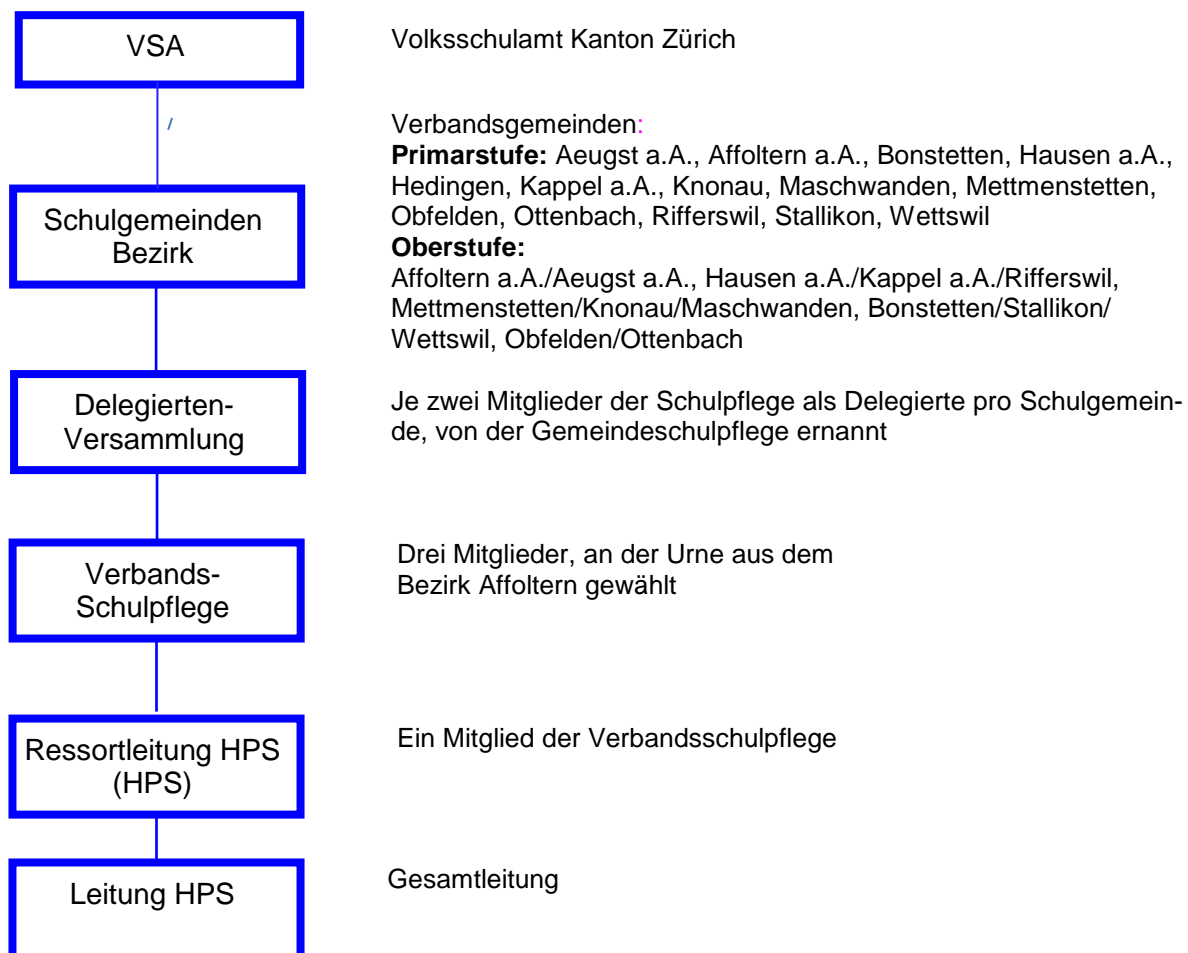 VSA
Volksschulamt Kanton Zürich
/
Schulgemeinden
Bezirk
Verbandsgemeinden:
Primarstufe: Aeugst a.A., Affoltern a.A., Bonstetten, Hausen a.A.,
Hedingen, Kappel a.A., Knonau, Maschwanden, Mettmenstetten,
Obfelden, Ottenbach, Rifferswil, Stallikon, Wettswil
Oberstufe:
Affoltern a.A./Aeugst a.A., Hausen a.A./Kappel a.A./Rifferswil,
Mettmenstetten/Knonau/Maschwanden, Bonstetten/Stallikon/
Wettswil, Obfelden/Ottenbach
Delegierten-
Versammlung
Je zwei Mitglieder der Schulpflege als Delegierte pro Schulgemein-
de, von der Gemeindeschulpflege ernannt
Verbands-
Schulpflege
Drei Mitglieder, an der Urne aus dem
Bezirk Affoltern gewählt
Ressortleitung HPS
(HPS)
Ein Mitglied der Verbandsschulpflege
Leitung HPS
Gesamtleitung